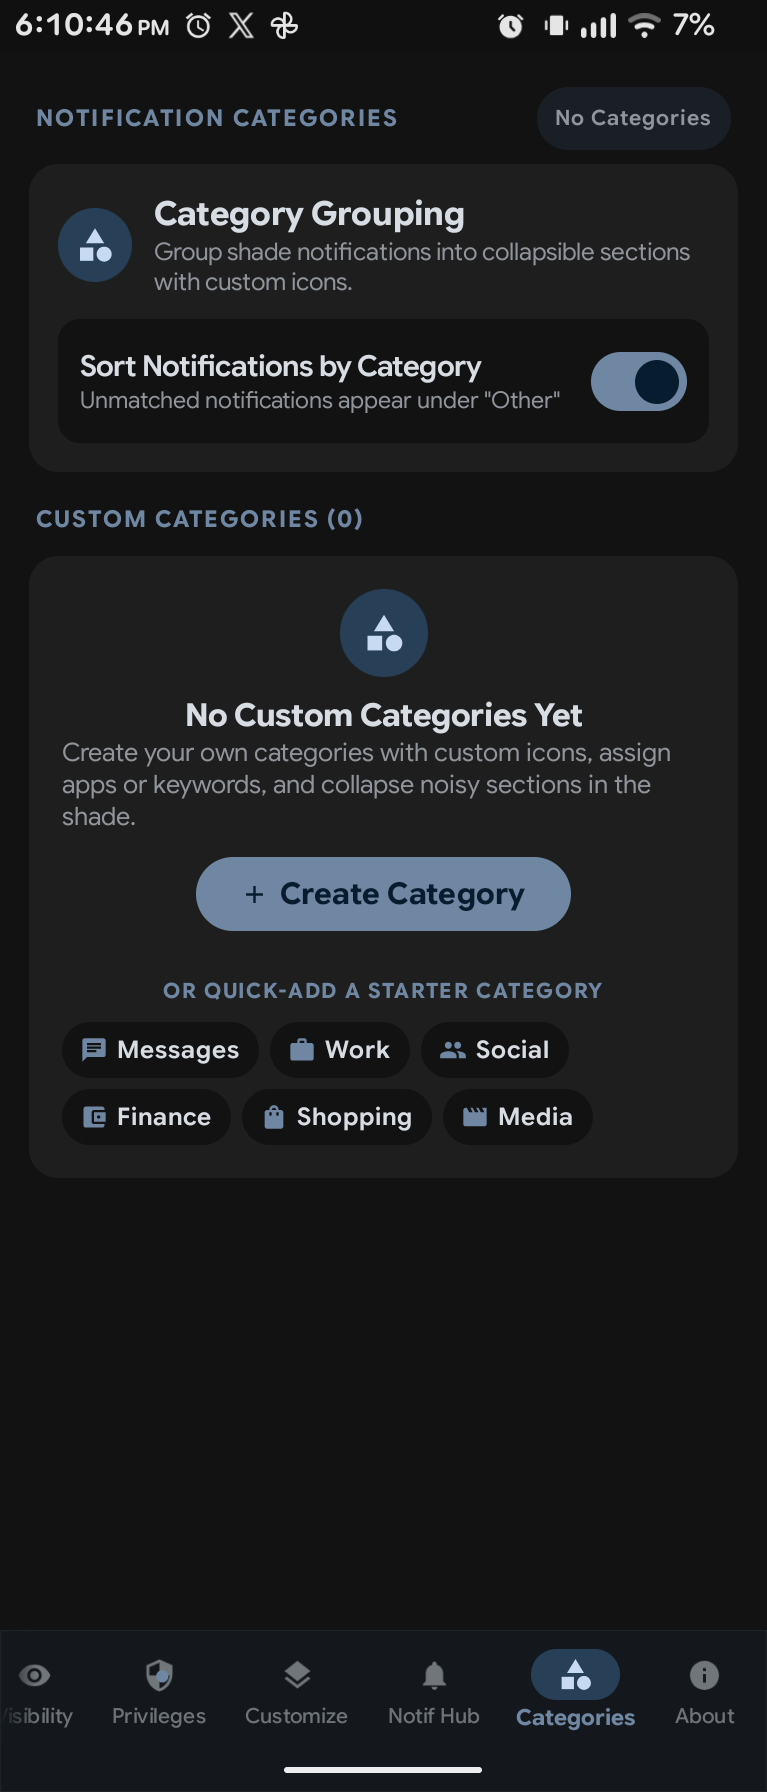 6:10:46 PM 7%
NOTIFICATION CATEGORIES
No Categories
Category Grouping
Group shade notifications into collapsible sections
with custom icons.
Sort Notifications by Category
Unmatched notifications appear under "Other"
CUSTOM CATEGORIES (0)
No Custom Categories Yet
Create your own categories with custom icons, assign
apps or keywords, and collapse noisy sections in the
shade.
+ Create Category
OR QUICK-ADD A STARTER CATEGORY
Messages Work Social
Finance Shopping Media
isibility Privileges Customize Notif Hub Categories About